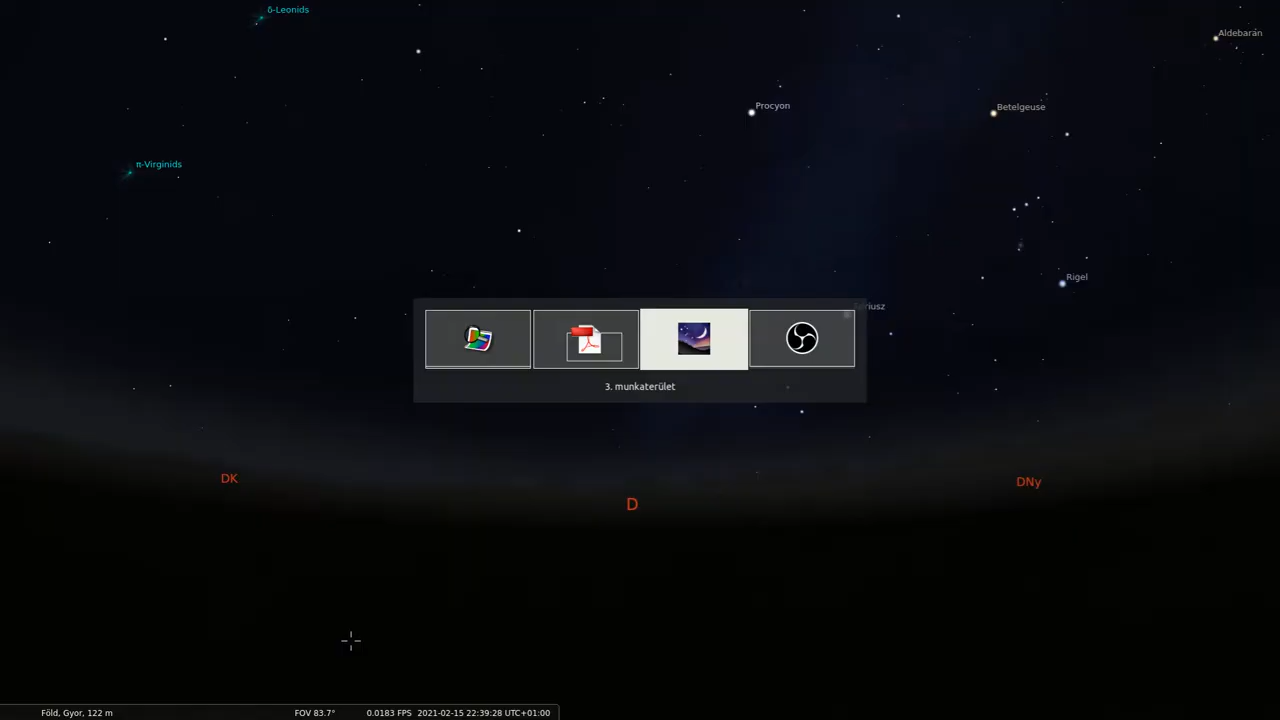 δ-Leonids
Aldebaran
Procyon
Betelgeuse
π-Virginids
Rigel
3. munkaterület
DK
DNy
D
Föld, Gyor, 122 m
FOV 83.7°
0.0183 FPS
2021-02-15 22:39:28 UTC+01:00